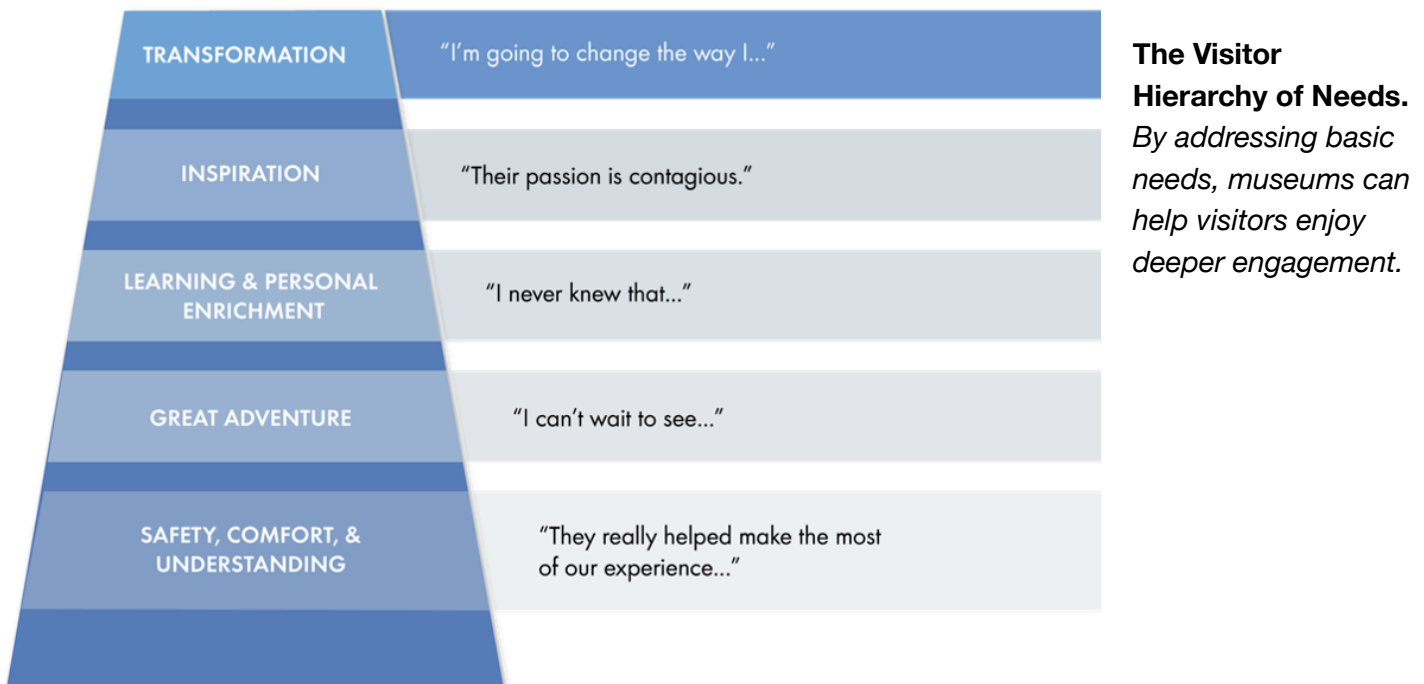 TRANSFORMATION
“I’m going to change the way I...”
INSPIRATION
“Their passion is contagious.”
LEARNING & PERSONAL
ENRICHMENT
“I never knew that...”
GREAT ADVENTURE
“I can’t wait to see...”
SAFETY, COMFORT, &
UNDERSTANDING
“They really helped make the most
of our experience...”
The Visitor
Hierarchy of Needs.
By addressing basic
needs, museums can
help visitors enjoy
deeper engagement.